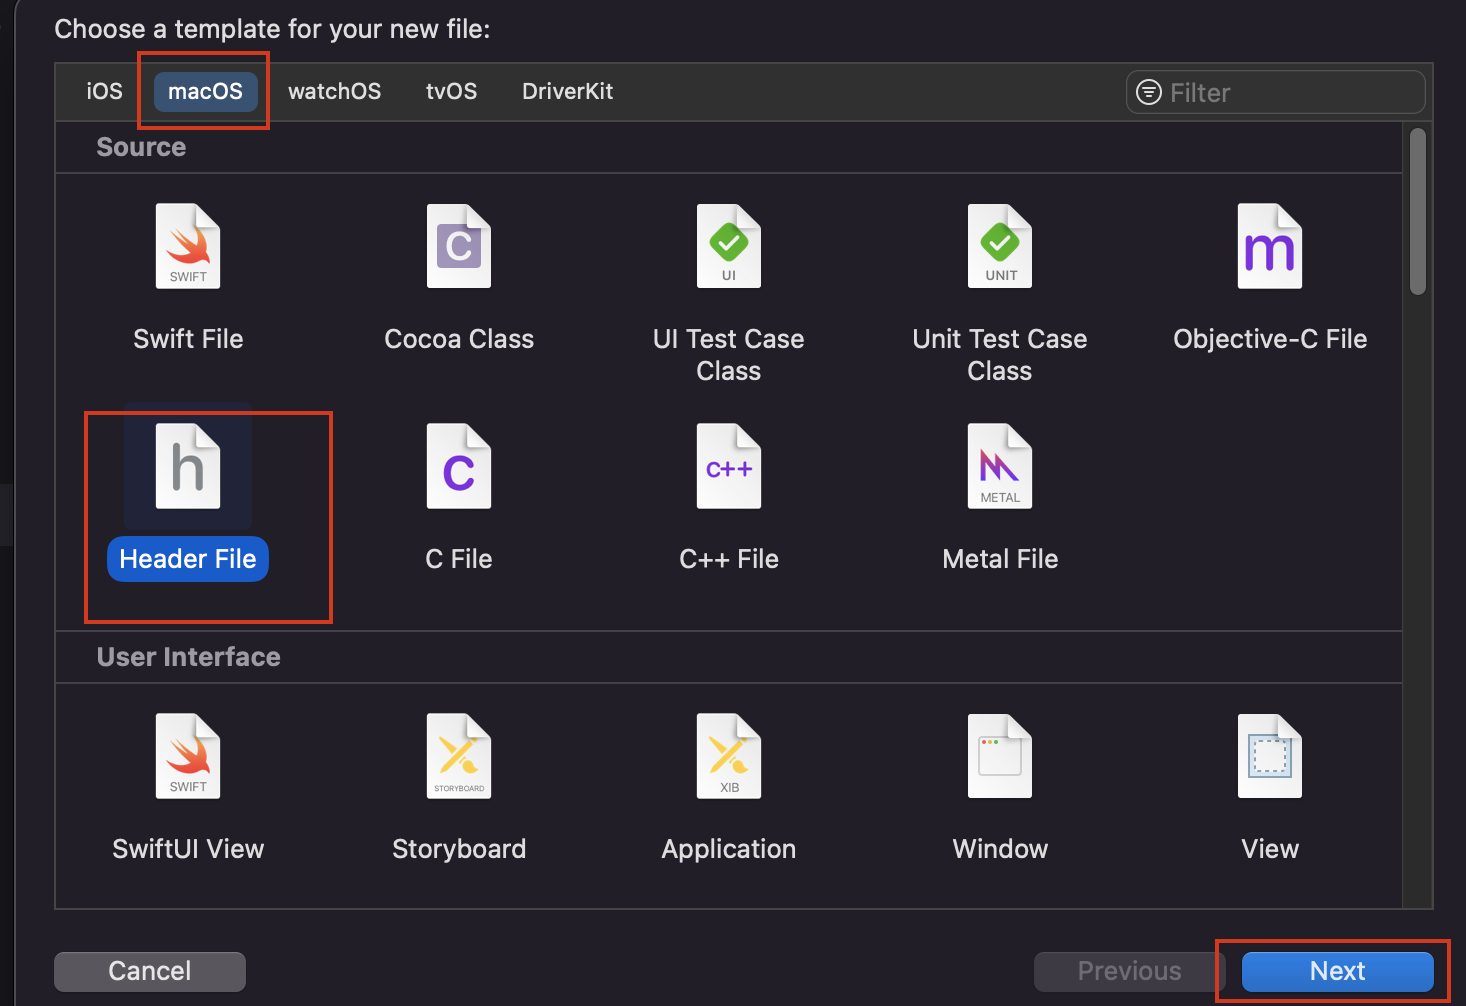 Choose a template for your new file:
iOS macOS watchOS tvOS DriverKit Filter
Source
SWIFT C UI UNIT m
Swift File Cocoa Class UI Test Case Class Unit Test Case Class Objective-C File
h C C++ METAL
Header File C File C++ File Metal File
User Interface
SWIFT STORYBOARD XIB
SwiftUI View Storyboard Application Window View
Cancel Previous Next